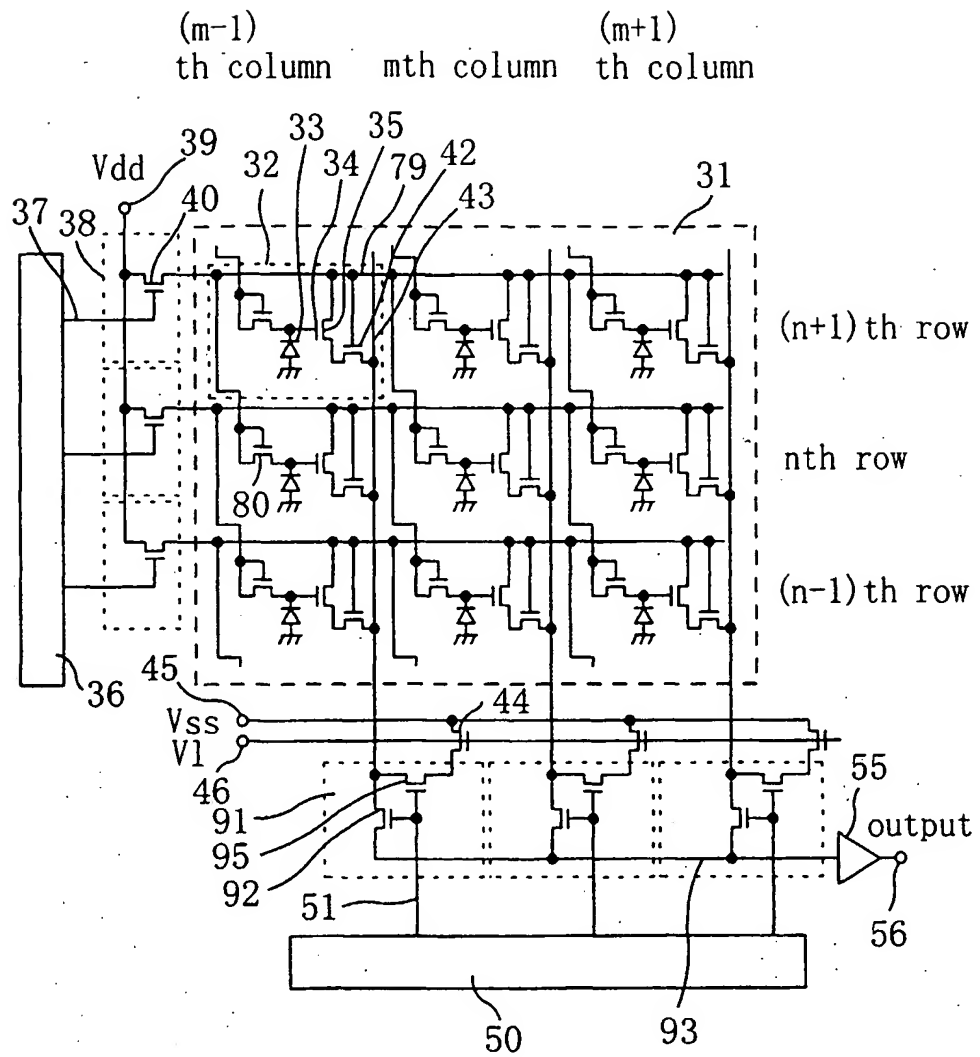 (m-1)
th column
mth column
(m+1)
th column
Vdd
39
37
38
40
32
33
34
35
79
42
43
31
(n+1)th row
nth row
80
(n-1)th row
36
45
Vss
Vl
46
44
91
95
92
51
55
output
56
50
93